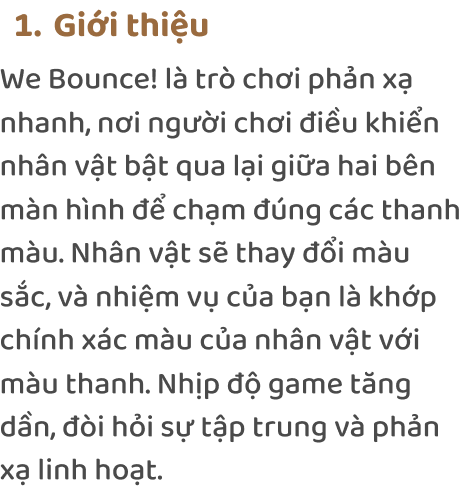 1. Giới thiệu
We Bounce! là trò chơi phản xạ
nhanh, nơi người chơi điều khiển
nhân vật bật qua lại giữa hai bên
màn hình để chạm đúng các thanh
màu. Nhân vật sẽ thay đổi màu
sắc, và nhiệm vụ của bạn là khớp
chính xác màu của nhân vật với
màu thanh. Nhịp độ game tăng
dần, đòi hỏi sự tập trung và phản
xạ linh hoạt.